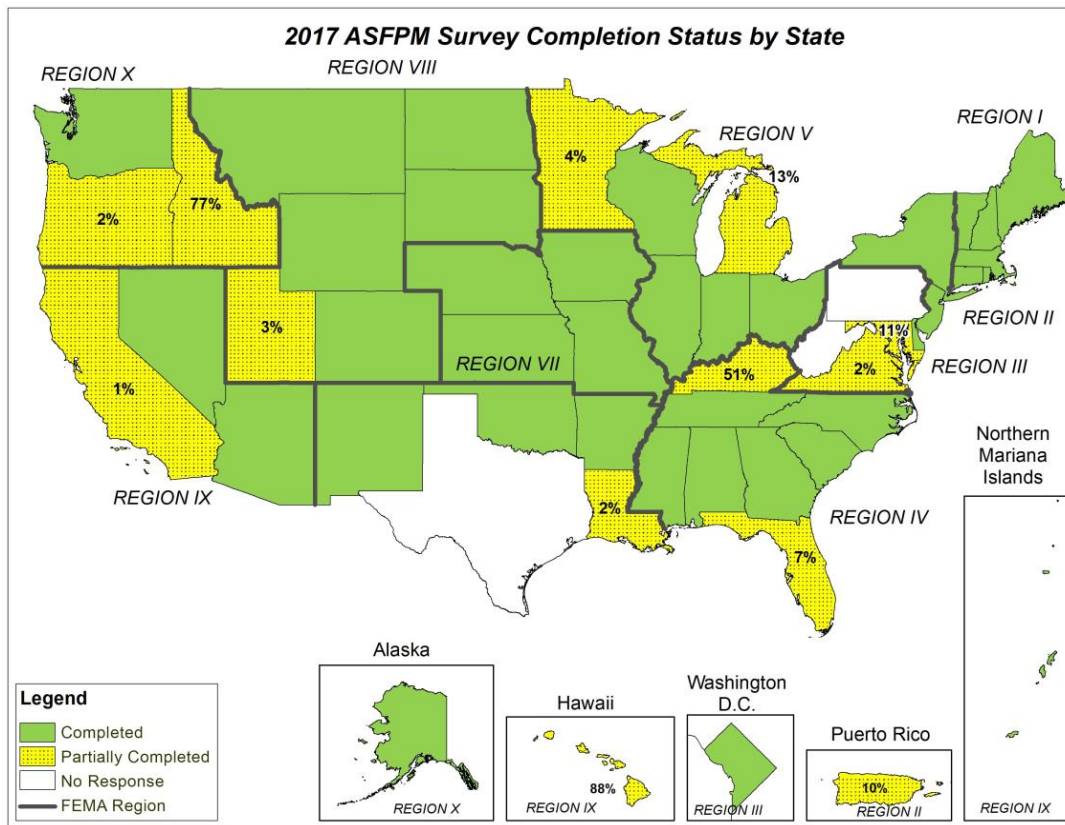 2017 ASFPM Survey Completion Status by State
REGION VIII
REGION X
REGION I
REGION V
4%
13%
77%
2%
REGION II
3%
11%
REGION VII
REGION III
51%
2%
1%
Northern
Mariana
Islands
REGION IX
2%
REGION IV
7%
Alaska
Washington
D.C.
Hawaii
Puerto Rico
Legend
Completed
Partially Completed
No Response
FEMA Region
88%
10%
REGION X
REGION IX
REGION III
REGION II
REGION IX